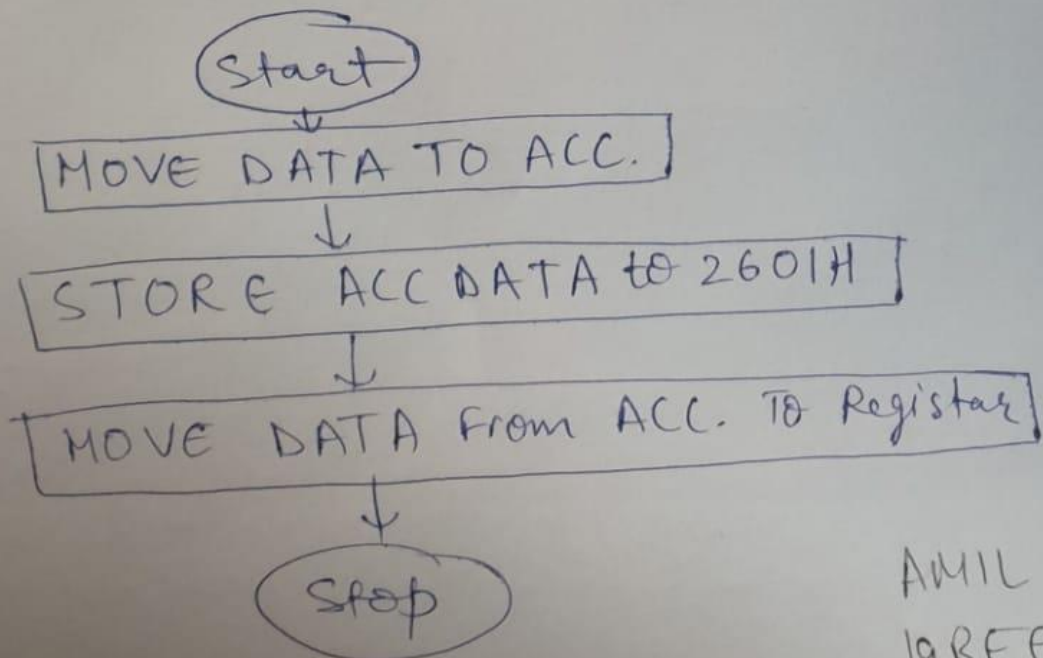 Start
MOVE DATA TO ACC.
STORE ACC DATA to 2601H
MOVE DATA From ACC. To Registar
Stop
AMIL